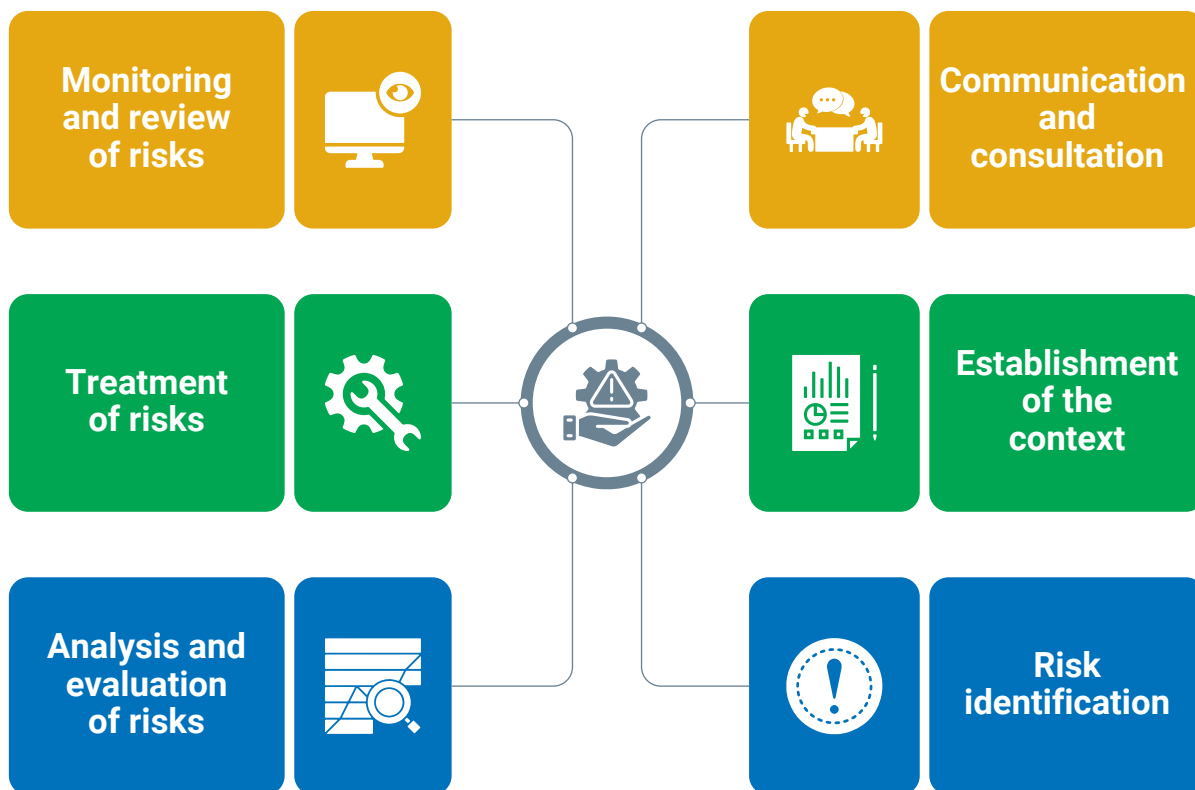 Monitoring
and review
of risks
Communication
and
consultation
Treatment
of risks
Establishment
of the
context
Analysis and
evaluation
of risks
Risk
identification